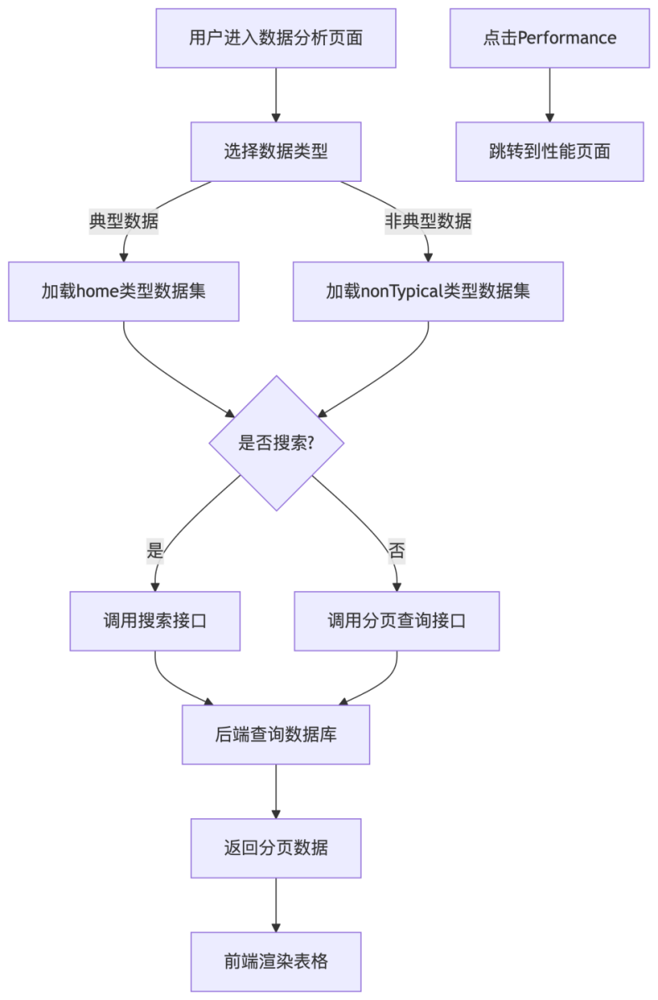 用户进入数据分析页面
点击Performance
选择数据类型
跳转到性能页面
典型数据
非典型数据
加载home类型数据集
加载nonTypical类型数据集
是否搜索?
是
否
调用搜索接口
调用分页查询接口
后端查询数据库
返回分页数据
前端渲染表格